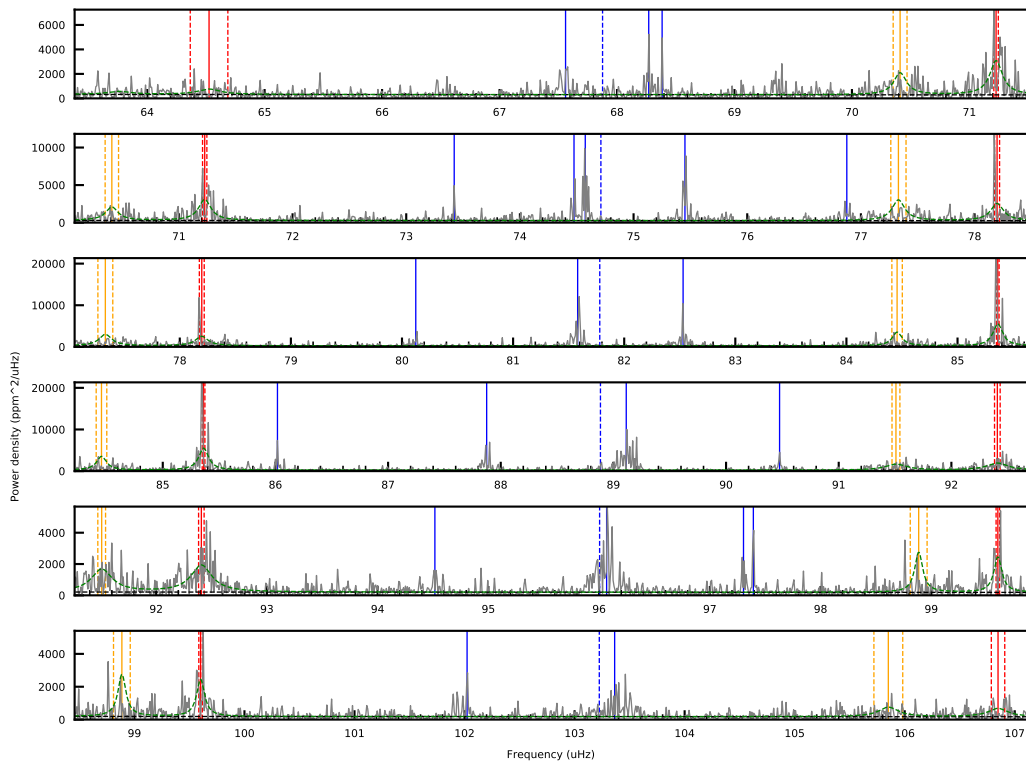 6000
4000
2000
0
64 65 66 67 68 69 70 71
10000
5000
0
71 72 73 74 75 76 77 78
20000
10000
0
78 79 80 81 82 83 84 85
20000
10000
0
85 86 87 88 89 90 91 92
4000
2000
0
92 93 94 95 96 97 98 99
4000
2000
0
99 100 101 102 103 104 105 106 107
Power density (ppm^2/uHz)
Frequency (uHz)